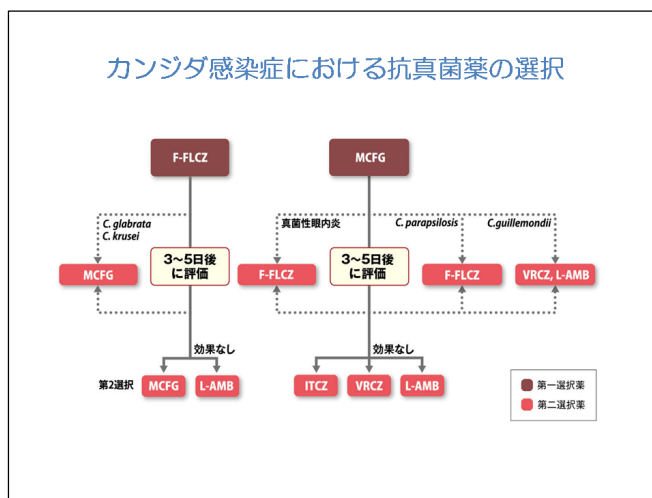 カンジダ感染症における抗真菌薬の選択
F-FLCZ
MCFG
C. glabrata
C. krusei
真菌性眼内炎
C. parapsilosis
C.guillemondii
MCFG
3〜5日後
に評価
F-FLCZ
3〜5日後
に評価
F-FLCZ
VRCZ, L-AMB
効果なし
効果なし
第2選択
MCFG
L-AMB
ITCZ
VRCZ
L-AMB
第一選択薬
第二選択薬